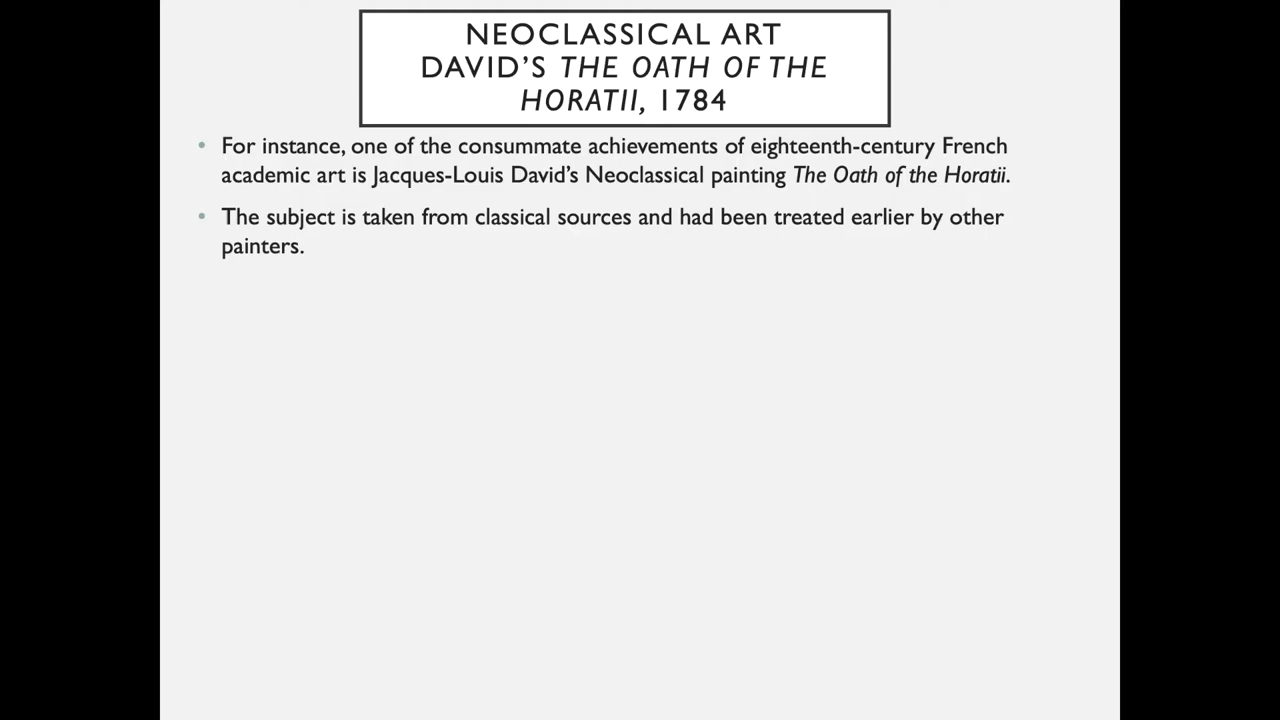 NEOCLASSICAL ART
DAVID’S THE OATH OF THE
HORATII, 1784
• For instance, one of the consummate achievements of eighteenth-century French
academic art is Jacques-Louis David’s Neoclassical painting The Oath of the Horatii.
• The subject is taken from classical sources and had been treated earlier by other
painters.